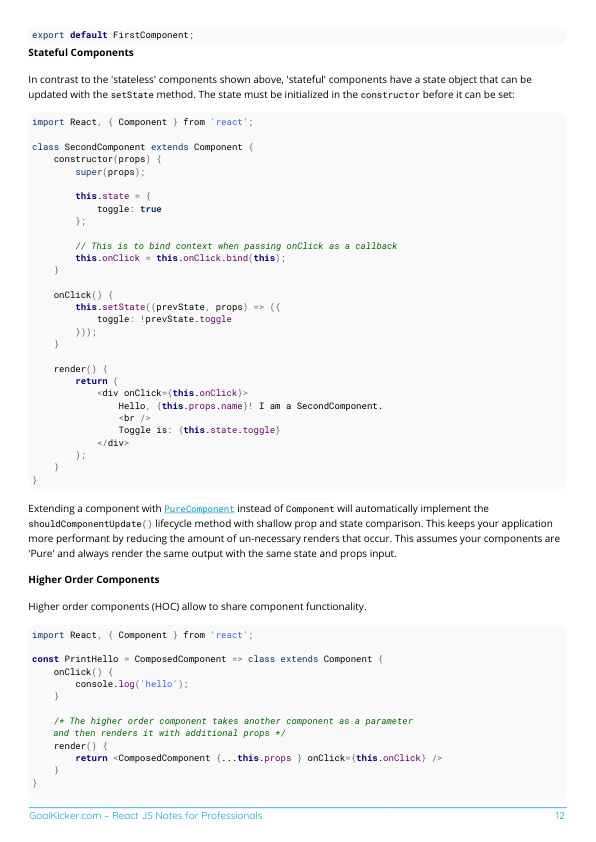 export default FirstComponent;
Stateful Components
In contrast to the 'stateless' components shown above, 'stateful' components have a state object that can be
updated with the setState method. The state must be initialized in the constructor before it can be set:
import React, { Component } from 'react';
class SecondComponent extends Component {
    constructor(props) {
        super(props);
        this.state = {
            toggle: true
        };
        // This is to bind context when passing onClick as a callback
        this.onClick = this.onClick.bind(this);
    }
    onClick() {
        this.setState((prevState, props) => ({
            toggle: !prevState.toggle
        }));
    }
    render() {
        return (
            <div onClick={this.onClick}>
                Hello, {this.props.name}! I am a SecondComponent.
                <br />
                Toggle is: {this.state.toggle}
            </div>
        );
    }
}
Extending a component with PureComponent instead of Component will automatically implement the
shouldComponentUpdate() lifecycle method with shallow prop and state comparison. This keeps your application
more performant by reducing the amount of un-necessary renders that occur. This assumes your components are
'Pure' and always render the same output with the same state and props input.
Higher Order Components
Higher order components (HOC) allow to share component functionality.
import React, { Component } from 'react';
const PrintHello = ComposedComponent => class extends Component {
    onClick() {
        console.log('hello');
    }
    /* The higher order component takes another component as a parameter
    and then renders it with additional props */
    render() {
        return <ComposedComponent {...this.props } onClick={this.onClick} />
    }
}
GoalKicker.com – React JS Notes for Professionals 12